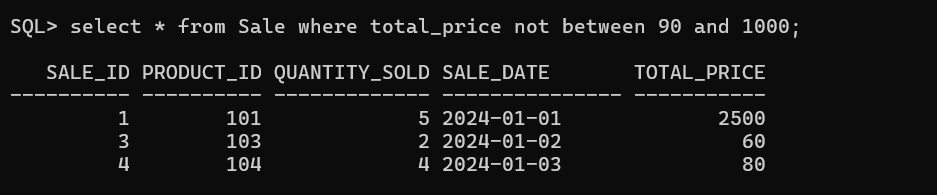 SQL> select * from Sale where total_price not between 90 and 1000;
SALE_ID PRODUCT_ID QUANTITY_SOLD SALE_DATE TOTAL_PRICE
---------- ---------- ------------- --------------- -----------
1 101 5 2024-01-01 2500
3 103 2 2024-01-02 60
4 104 4 2024-01-03 80